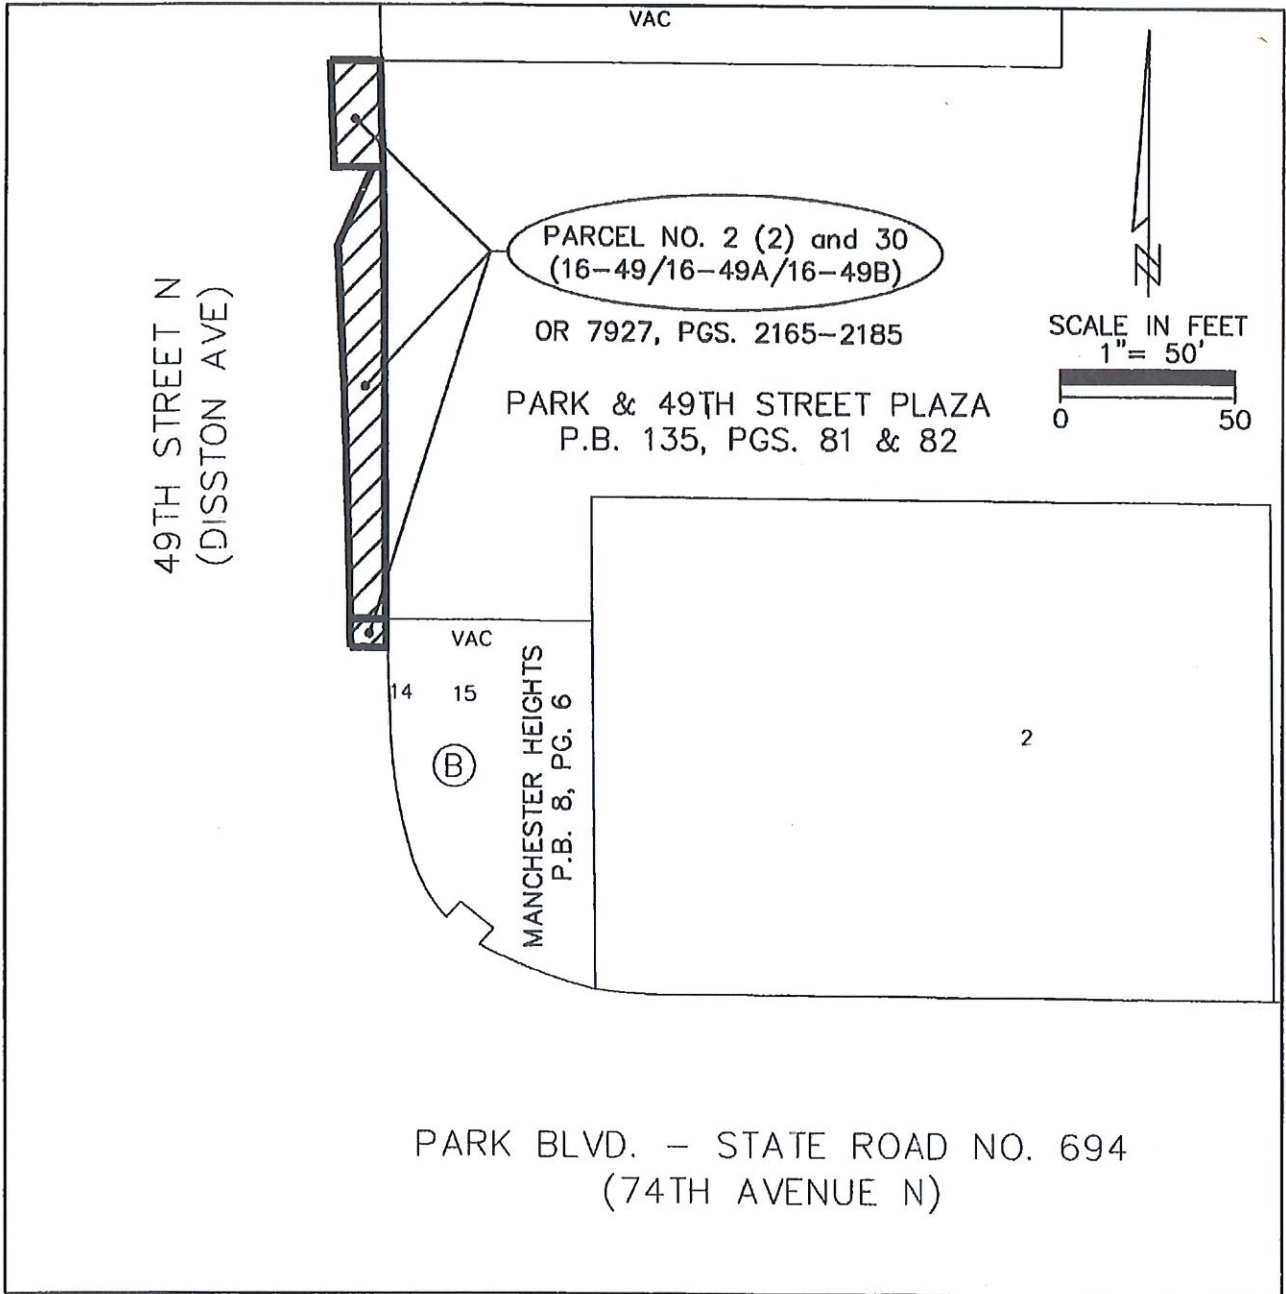 VAC
PARCEL NO. 2 (2) and 30
(16-49/16-49A/16-49B)
OR 7927, PGS. 2165-2185
PARK & 49TH STREET PLAZA
P.B. 135, PGS. 81 & 82
N
SCALE IN FEET
1"= 50'
0 50
49TH STREET N
(DISSTON AVE)
VAC
14 15
B
MANCHESTER HEIGHTS
P.B. 8, PG. 6
2
PARK BLVD. - STATE ROAD NO. 694
(74TH AVENUE N)